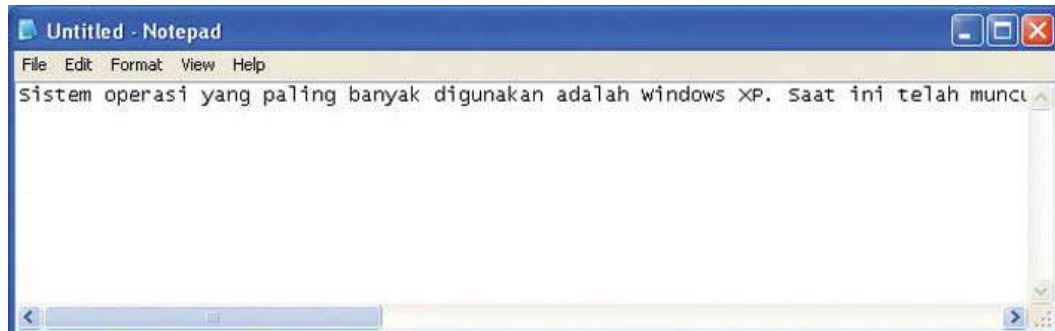 Untitled - Notepad
File Edit Format View Help
Sistem operasi yang paling banyak digunakan adalah Windows XP. Saat ini telah